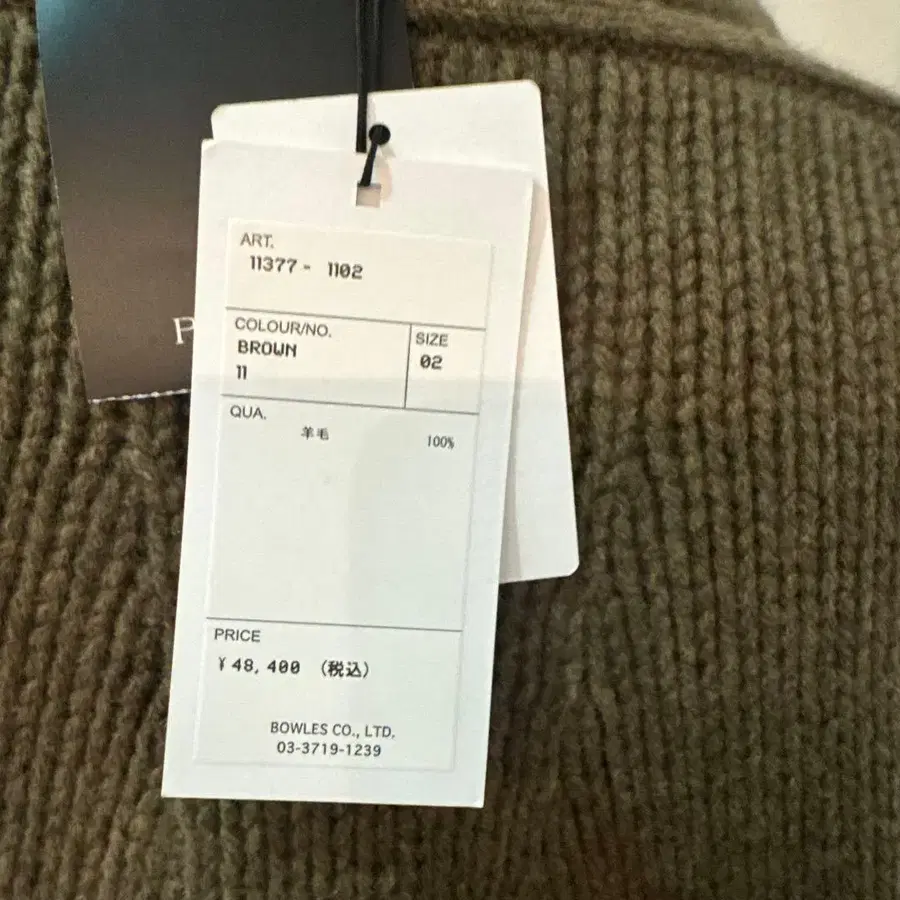 P
ART.
11377 - 1102
COLOUR/NO.
BROWN
11
SIZE
02
QUA.
羊毛 100%
PRICE
¥48,400 (税込)
BOWLES CO., LTD.
03-3719-1239